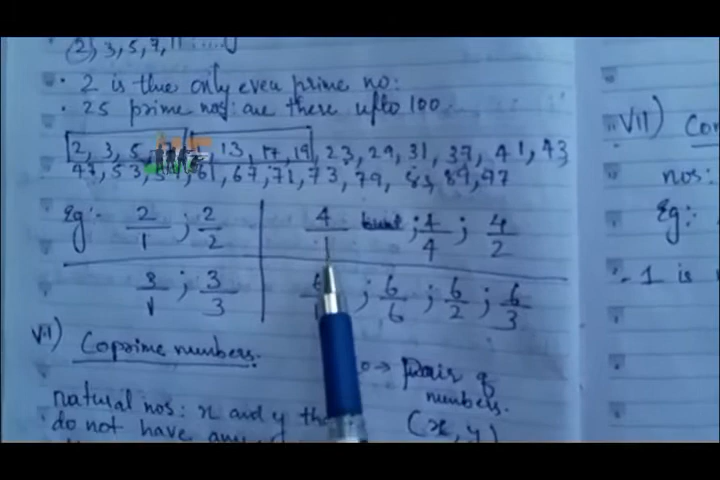 2, 3, 5, 7, 11
· 2 is the only even prime no:
· 25 prime nos: are there upto 100
2, 3, 5, 13, 17, 19, 23, 29, 31, 37, 41, 43
47, 53, 61, 67, 71, 73, 79, 83, 89, 97
Eg:- 2/1 ; 2/2 4/1 ; 4/4 ; 4/2
3/1 ; 3/3 6 ; 6/6 ; 6/2 ; 6/3
VII) Coprime numbers.
→ Pair of
numbers.
natural nos: x and y
do not have any
(x, y)
VII) Co
nos:
Eg:
- 1 is